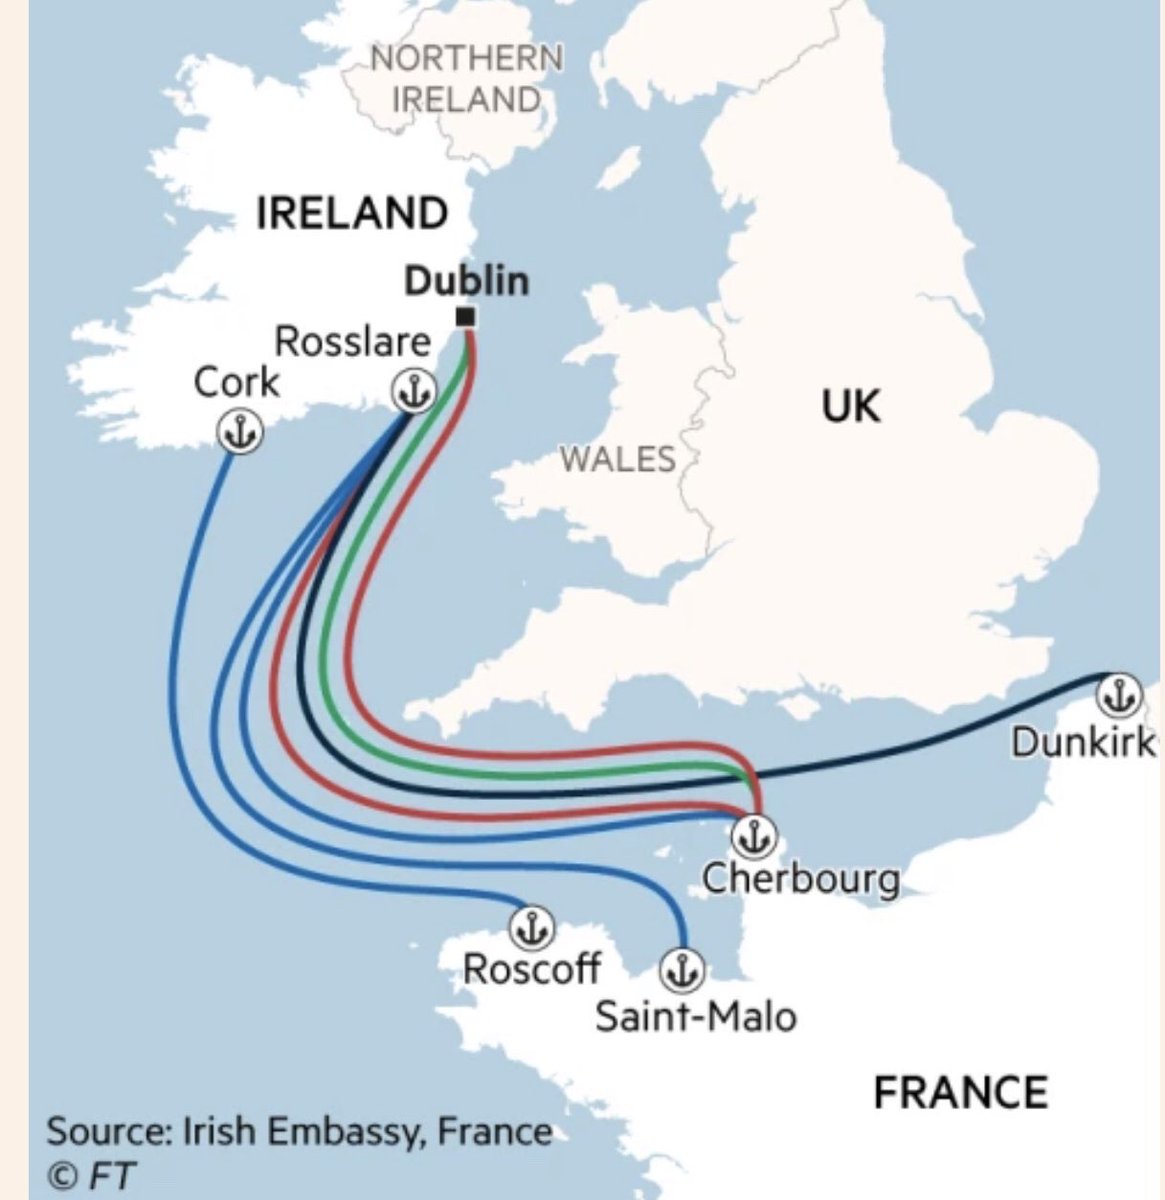 NORTHERN
IRELAND
IRELAND
Dublin
Rosslare
Cork
UK
WALES
Dunkirk
Cherbourg
Roscoff
Saint-Malo
FRANCE
Source: Irish Embassy, France
© FT